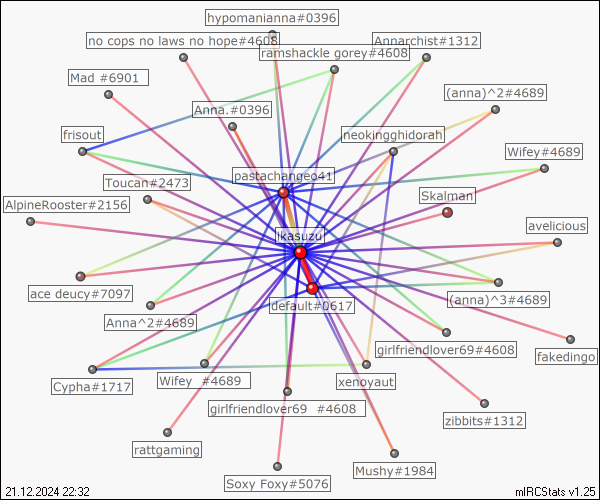 hypomanianna#0396
no cops no laws no hope#4608
Annarchist#1312
ramshackle gorey#4608
Mad #6901
(anna)^2#4689
Anna.#0396
frisout
neokingghidorah
Wifey#4689
pastachangeo41
Toucan#2473
Skalman
AlpineRooster#2156
avelicious
ikasuzu
ace deucy#7097
(anna)^3#4689
default#0617
Anna^2#4689
girlfriendlover69#4608
fakedingo
Cypha#1717
Wifey  #4689
xenoyaut
girlfriendlover69  #4608
zibbits#1312
rattgaming
Mushy#1984
Soxy Foxy#5076
21.12.2024 22:32
mIRCStats v1.25